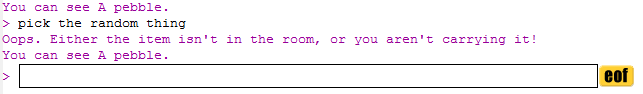 You can see A pebble.
> pick the random thing
Oops. Either the item isn't in the room, or you aren't carrying it!
You can see A pebble.
>
eof